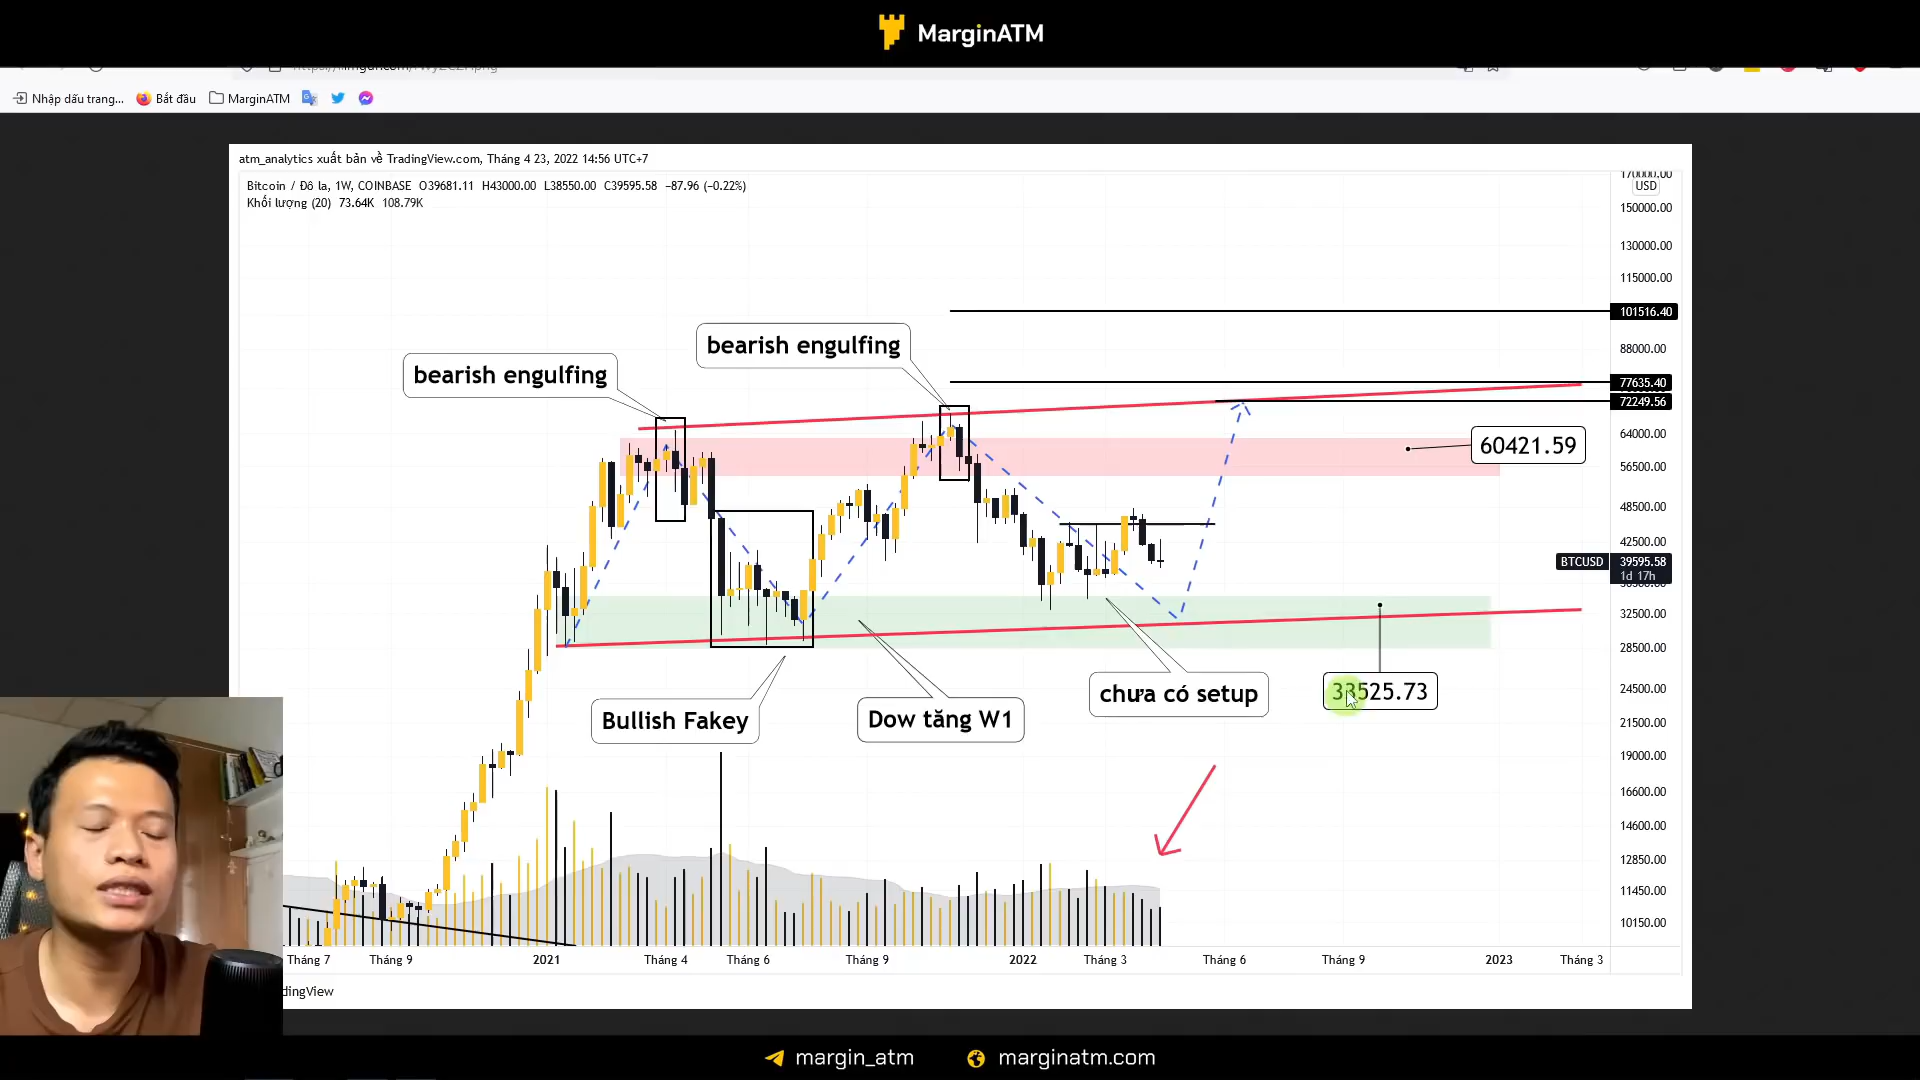 MarginATM
Nhập dấu trang... Bắt đầu MarginATM
atm_analytics xuất bản về TradingView.com, Tháng 4 23, 2022 14:56 UTC+7
Bitcoin / Đô la, 1W, COINBASE O39681.11 H43000.00 L38550.00 C39595.58 −87.96 (−0.22%)
Khối lượng (20) 73.64K 108.79K
170000.00
USD
150000.00
130000.00
115000.00
101516.40
88000.00
77635.40
72249.56
64000.00
56500.00
48500.00
42500.00
BTCUSD 39595.58
1d 17h
32500.00
28500.00
24500.00
21500.00
19000.00
16600.00
14600.00
12850.00
11450.00
10150.00
bearish engulfing
bearish engulfing
60421.59
Bullish Fakey
Dow tăng W1
chưa có setup
33525.73
Tháng 7 Tháng 9 2021 Tháng 4 Tháng 6 Tháng 9 2022 Tháng 3 Tháng 6 Tháng 9 2023 Tháng 3
dingView
margin_atm marginatm.com